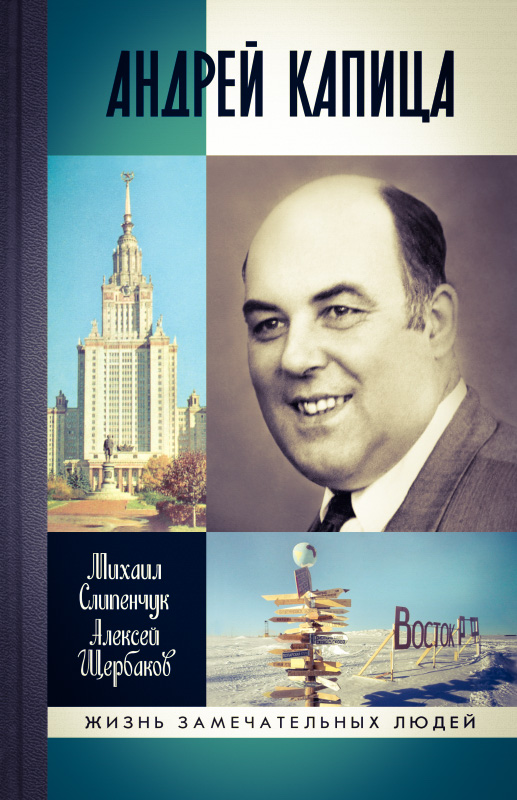 АНДРЕЙ КАПИЦА
Михаил
Слипенчук
Алексей
Щербаков
ВОСТОК
ЖИЗНЬ ЗАМЕЧАТЕЛЬНЫХ ЛЮДЕЙ